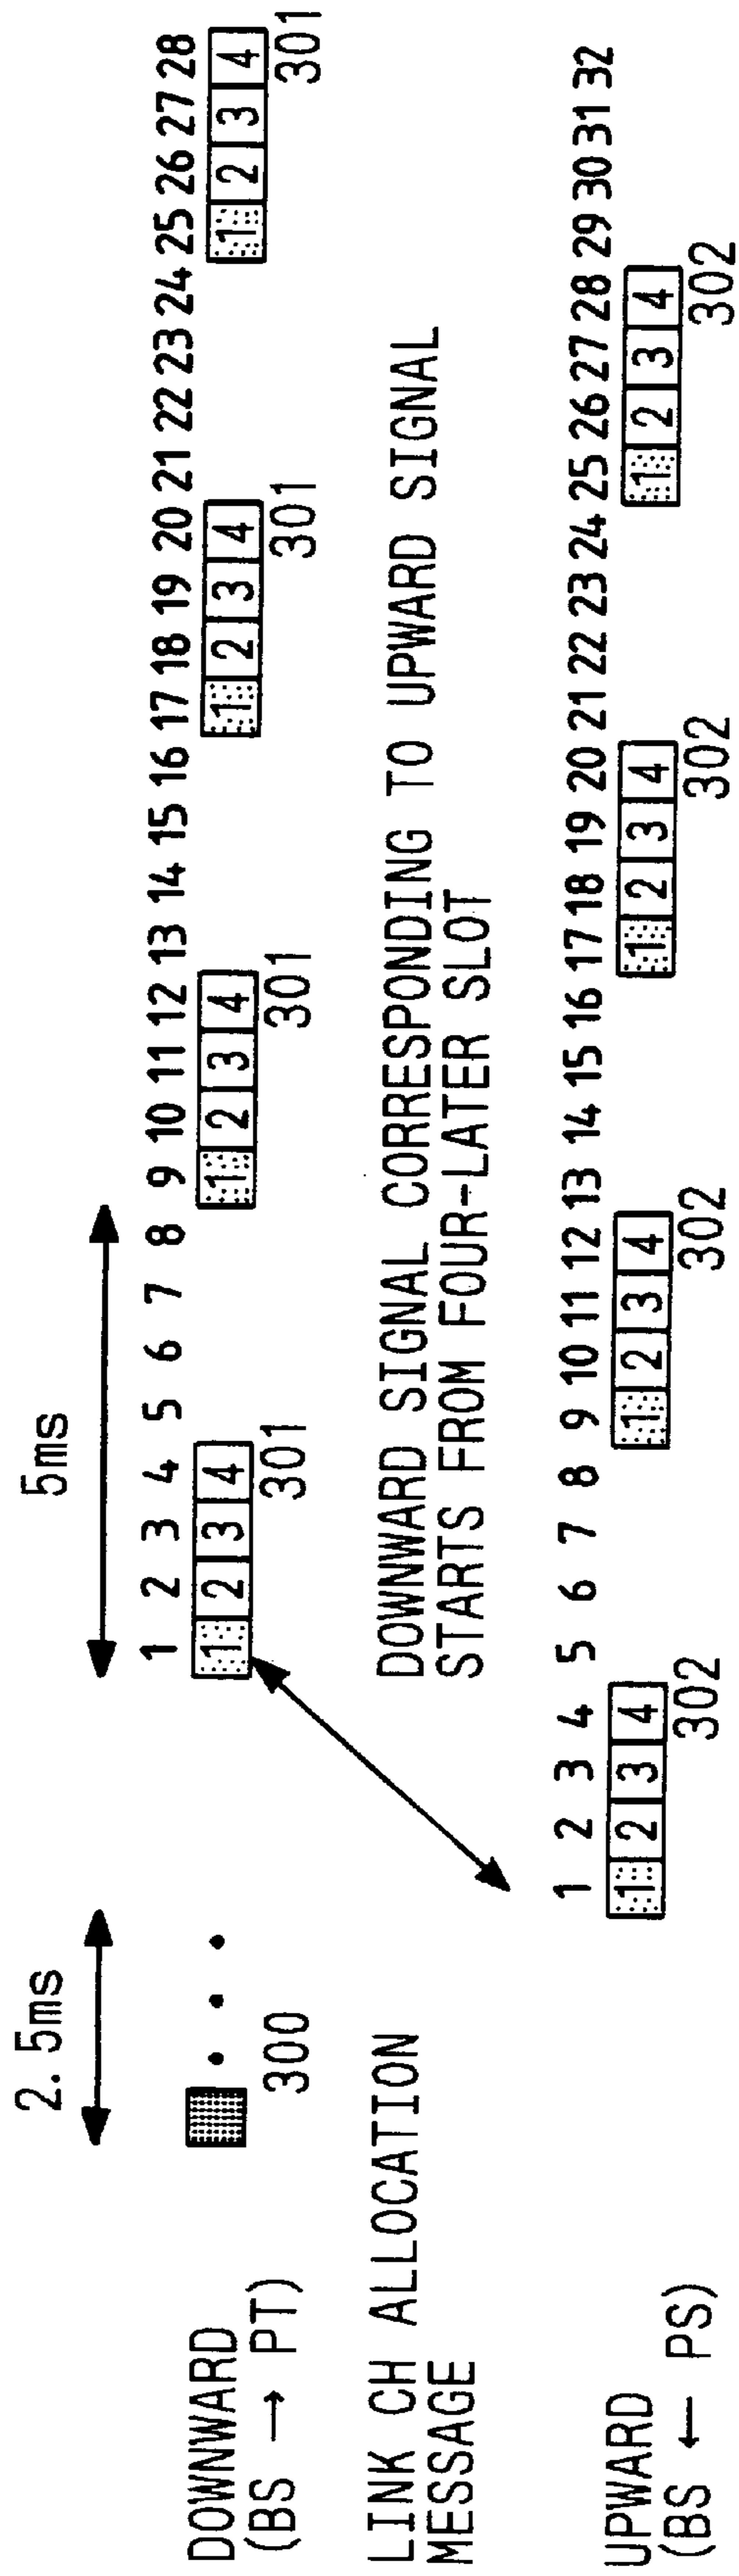 2.5ms
5ms
1 2 3 4 5 6 7 8 9 10 11 12 13 14 15 16 17 18 19 20 21 22 23 24 25 26 27 28
DOWNWARD
(BS → PT)
1 2 3 4
1 2 3 4
1 2 3 4
1 2 3 4
300
301
301
301
301
LINK CH ALLOCATION
MESSAGE
DOWNWARD SIGNAL CORRESPONDING TO UPWARD SIGNAL
STARTS FROM FOUR-LATER SLOT
1 2 3 4 5 6 7 8 9 10 11 12 13 14 15 16 17 18 19 20 21 22 23 24 25 26 27 28 29 30 31 32
UPWARD
(BS ← PS)
1 2 3 4
1 2 3 4
1 2 3 4
1 2 3 4
302
302
302
302